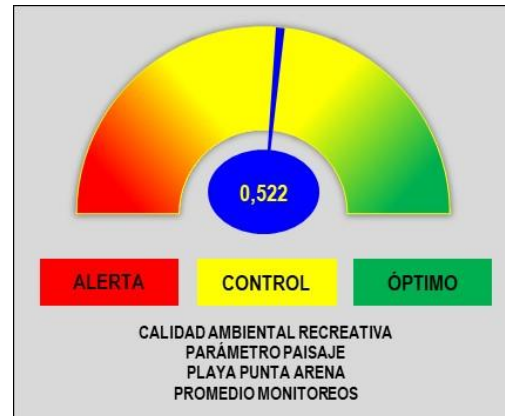 0,522
ALERTA CONTROL ÓPTIMO
CALIDAD AMBIENTAL RECREATIVA
PARÁMETRO PAISAJE
PLAYA PUNTA ARENA
PROMEDIO MONITOREOS